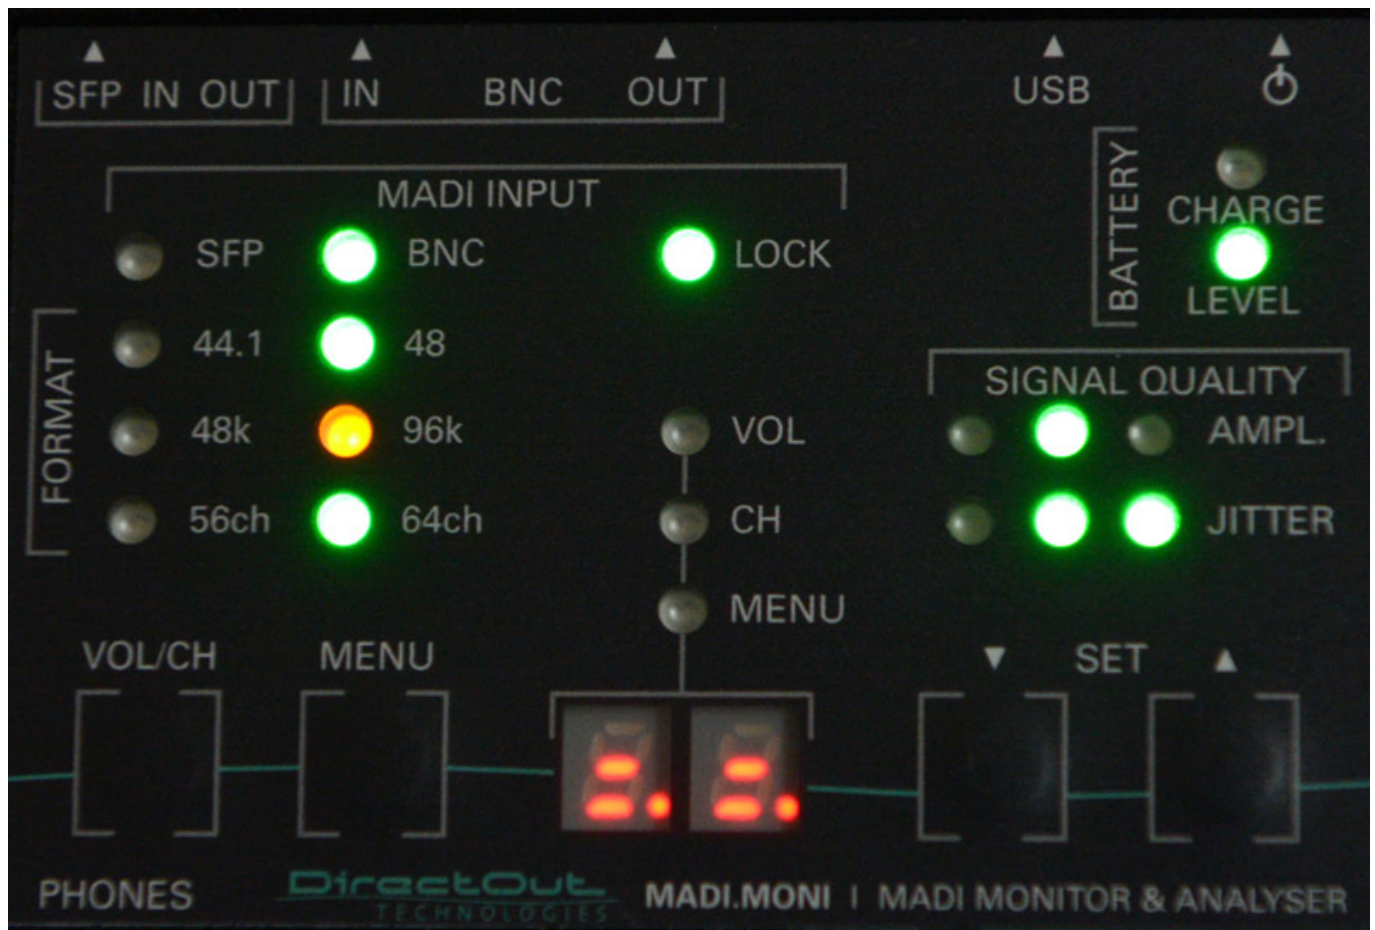 SFP IN OUT IN BNC OUT USB
BATTERY
CHARGE
LEVEL
MADI INPUT
SFP BNC LOCK
FORMAT
44.1 48
48k 96k
56ch 64ch
VOL
CH
MENU
SIGNAL QUALITY
AMPL.
JITTER
VOL/CH MENU ▼ SET ▲
PHONES
DirectOut
TECHNOLOGIES
MADI.MONI | MADI MONITOR & ANALYSER